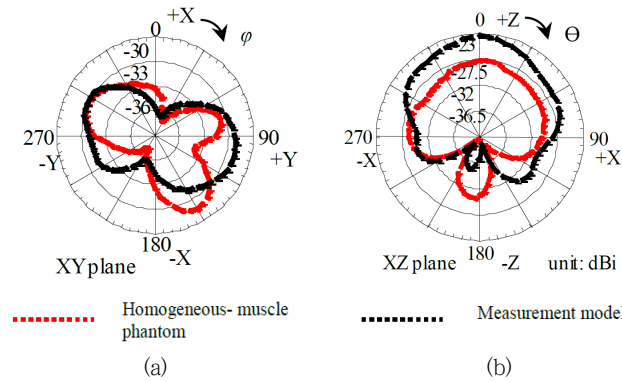 0 +X φ
-30
-33
-36
270 90
-Y +Y
180 -X
XY plane
0 +Z Θ
-23
-27.5
-32
-36.5
270 90
-X +X
180
XZ plane -Z unit: dBi
Homogeneous- muscle
phantom
Measurement model
(a) (b)